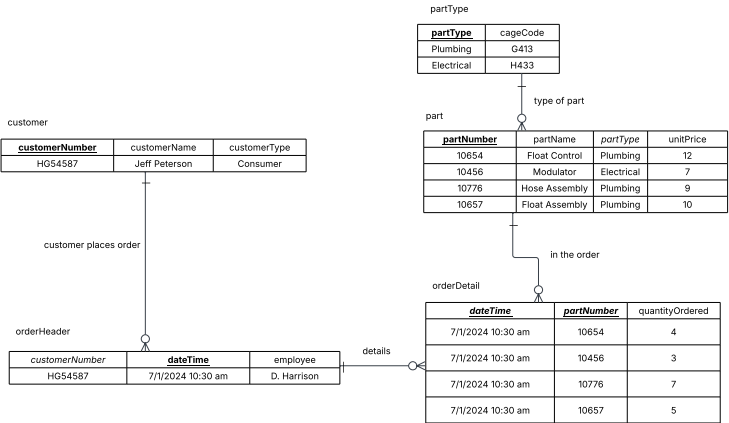 partType
partType cageCode
Plumbing G413
Electrical H433
type of part
part
partNumber partName partType unitPrice
10654 Float Control Plumbing 12
10456 Modulator Electrical 7
10776 Hose Assembly Plumbing 9
10657 Float Assembly Plumbing 10
customer
customerNumber customerName customerType
HG54587 Jeff Peterson Consumer
customer places order
in the order
orderDetail
dateTime partNumber quantityOrdered
7/1/2024 10:30 am 10654 4
7/1/2024 10:30 am 10456 3
7/1/2024 10:30 am 10776 7
7/1/2024 10:30 am 10657 5
orderHeader
customerNumber dateTime employee
HG54587 7/1/2024 10:30 am D. Harrison
details